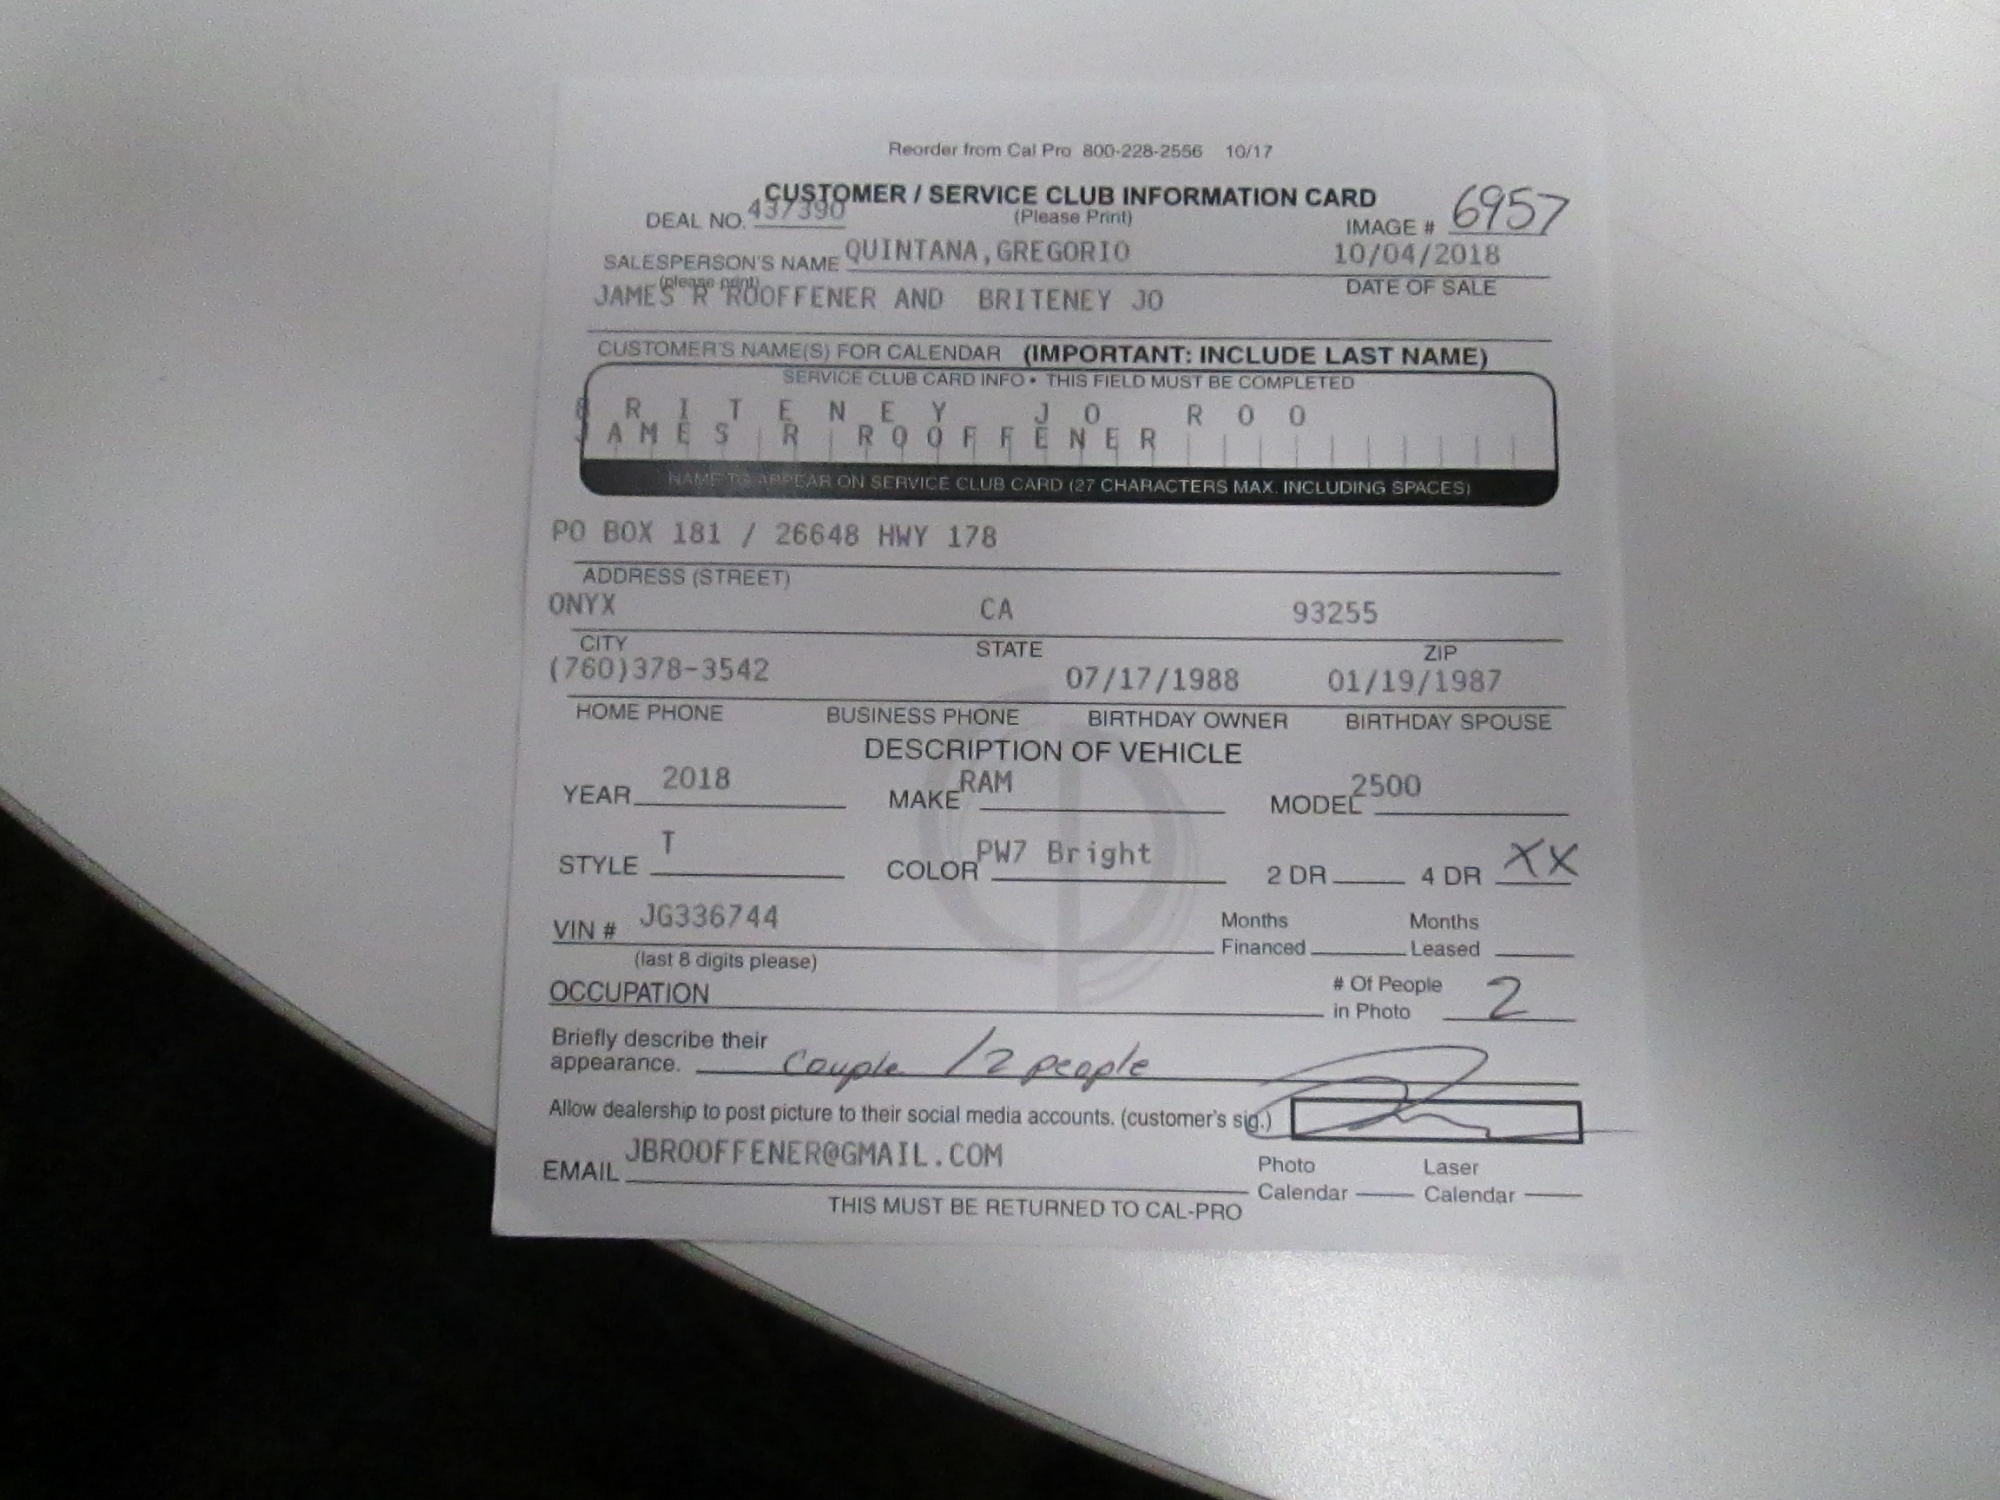 Reorder from Cal Pro 800-228-2556 10/17
CUSTOMER / SERVICE CLUB INFORMATION CARD
(Please Print)
DEAL NO. 437390
IMAGE # 6957
SALESPERSON'S NAME QUINTANA,GREGORIO 10/04/2018
(please print) DATE OF SALE
JAMES R ROOFFENER AND BRITENEY JO
CUSTOMER'S NAME(S) FOR CALENDAR (IMPORTANT: INCLUDE LAST NAME)
SERVICE CLUB CARD INFO • THIS FIELD MUST BE COMPLETED
B R I T E N E Y J O R O O
J A M E S R R O O F F E N E R
NAME TO APPEAR ON SERVICE CLUB CARD (27 CHARACTERS MAX. INCLUDING SPACES)
PO BOX 181 / 26648 HWY 178
ADDRESS (STREET)
ONYX CA 93255
CITY STATE ZIP
(760)378-3542 07/17/1988 01/19/1987
HOME PHONE BUSINESS PHONE BIRTHDAY OWNER BIRTHDAY SPOUSE
DESCRIPTION OF VEHICLE
YEAR 2018 MAKE RAM MODEL 2500
STYLE T COLOR PW7 Bright 2 DR 4 DR XX
VIN # JG336744 Months Financed Months Leased
(last 8 digits please)
OCCUPATION # Of People in Photo 2
Briefly describe their
appearance. Couple / 2 people
Allow dealership to post picture to their social media accounts. (customer's sig.)
EMAIL JBROOFFENER@GMAIL.COM Photo Calendar Laser Calendar
THIS MUST BE RETURNED TO CAL-PRO